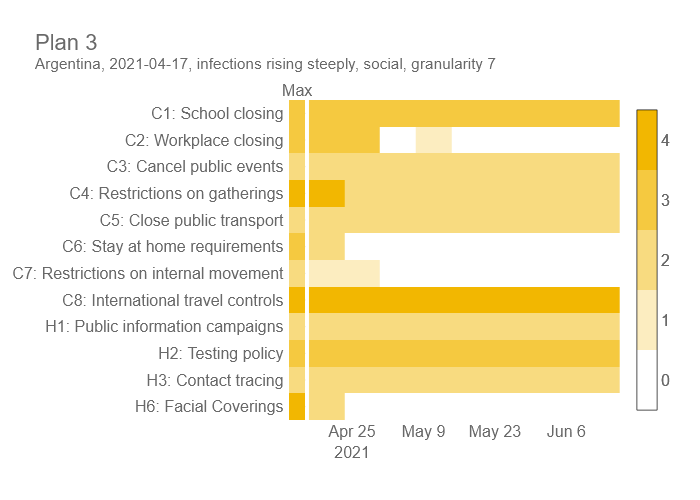 Plan 3
Argentina, 2021-04-17, infections rising steeply, social, granularity 7
Max
C1: School closing
C2: Workplace closing
C3: Cancel public events
C4: Restrictions on gatherings
C5: Close public transport
C6: Stay at home requirements
C7: Restrictions on internal movement
C8: International travel controls
H1: Public information campaigns
H2: Testing policy
H3: Contact tracing
H6: Facial Coverings
Apr 25 May 9 May 23 Jun 6
2021
4
3
2
1
0